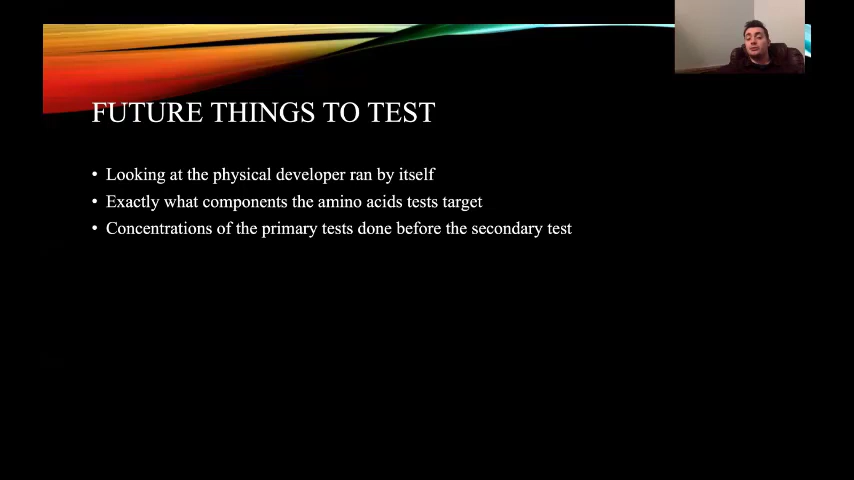 FUTURE THINGS TO TEST
• Looking at the physical developer ran by itself
• Exactly what components the amino acids tests target
• Concentrations of the primary tests done before the secondary test